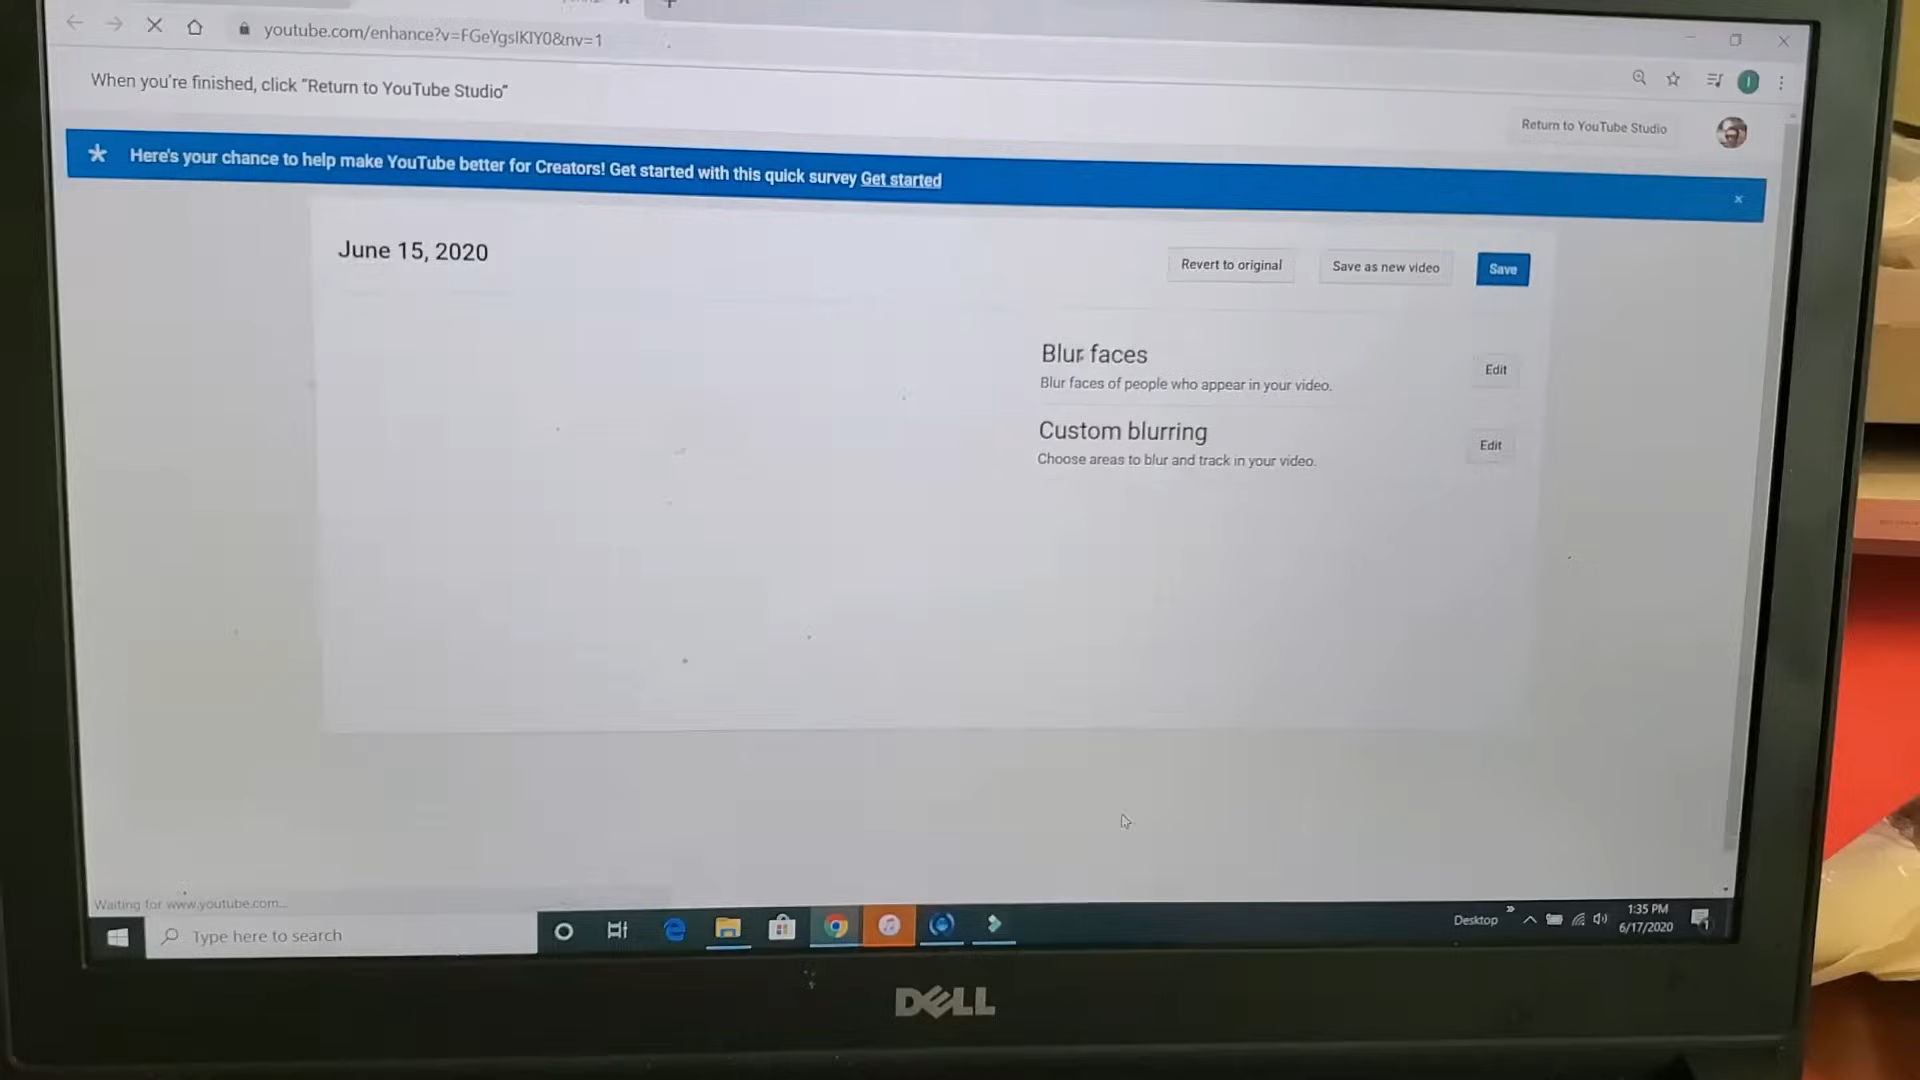 youtube.com/enhance?v=FGeYgslKlY0&nv=1
When you're finished, click "Return to YouTube Studio"
Return to YouTube Studio
Here's your chance to help make YouTube better for Creators! Get started with this quick survey Get started
June 15, 2020
Revert to original
Save as new video
Save
Blur faces
Edit
Blur faces of people who appear in your video.
Custom blurring
Edit
Choose areas to blur and track in your video.
Waiting for www.youtube.com...
Type here to search
Desktop
1:35 PM
6/17/2020
DELL